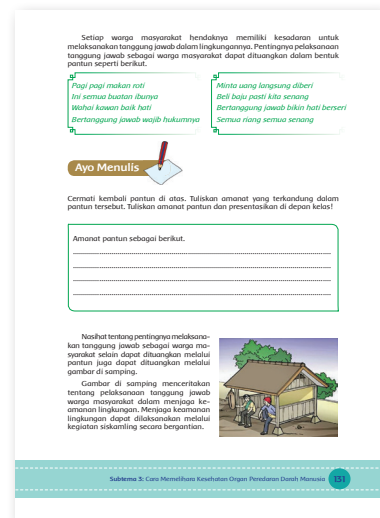 Setiap warga masyarakat hendaknya memiliki kesadaran untuk
melaksanakan tanggung jawab dalam lingkungannya. Pentingnya pelaksanaan
tanggung jawab sebagai warga masyarakat dapat dituangkan dalam bentuk
pantun seperti berikut.
Pagi pagi makan roti
Ini semua buatan ibunya
Wahai kawan baik hati
Bertanggung jawab wajib hukumnya
Minta uang langsung diberi
Beli baju pasti kita senang
Bertanggung jawab bikin hati berseri
Semua riang semua senang
Ayo Menulis
Cermati kembali pantun di atas. Tuliskan amanat yang terkandung dalam
pantun tersebut. Tuliskan amanat pantun dan presentasikan di depan kelas!
Amanat pantun sebagai berikut.
Nasihat tentang pentingnya melaksana-
kan tanggung jawab sebagai warga ma-
syarakat selain dapat dituangkan melalui
pantun juga dapat dituangkan melalui
gambar di samping.
Gambar di samping menceritakan
tentang pelaksanaan tanggung jawab
warga masyarakat dalam menjaga ke-
amanan lingkungan. Menjaga keamanan
lingkungan dapat dilaksanakan melalui
kegiatan siskamling secara bergantian.
Subtema 3: Cara Memelihara Kesehatan Organ Peredaran Darah Manusia 131